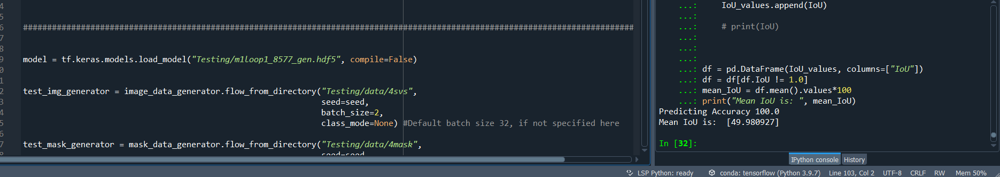 4
5
6 ###############################################################################################################################
7
8
9 model = tf.keras.models.load_model("Testing/m1loop1_8577_gen.hdf5", compile=False)
0
1
2 test_img_generator = image_data_generator.flow_from_directory("Testing/data/4svs",
3 seed=seed,
4 batch_size=2,
5 class_mode=None) #Default batch size 32, if not specified here
6
7 test_mask_generator = mask_data_generator.flow_from_directory("Testing/data/4mask",
8 seed=seed,
...: IoU_values.append(IoU)
...:
...: # print(IoU)
...:
...:
...:
...: df = pd.DataFrame(IoU_values, columns=["IoU"])
...: df = df[df.IoU != 1.0]
...: mean_IoU = df.mean().values*100
...: print("Mean IoU is: ", mean_IoU)
Predicting Accuracy 100.0
Mean IoU is:  [49.980927]
In [32]:
IPython console History
LSP Python: ready conda: tensorflow (Python 3.9.7) Line 103, Col 2 UTF-8 CRLF RW Mem 50%